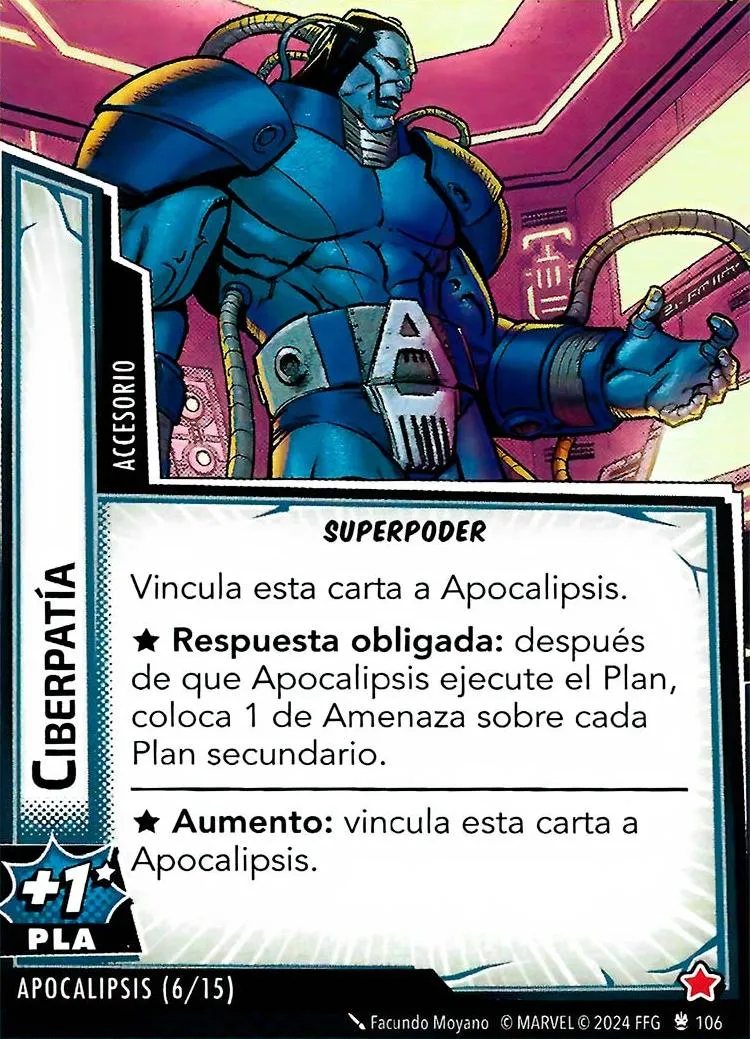 ACCESORIO
CIBERPATÍA
SUPERPODER
Vincula esta carta a Apocalipsis.
★ Respuesta obligada: después
de que Apocalipsis ejecute el Plan,
coloca 1 de Amenaza sobre cada
Plan secundario.
★ Aumento: vincula esta carta a
Apocalipsis.
+1★
PLA
APOCALIPSIS (6/15)
Facundo Moyano © MARVEL © 2024 FFG 106